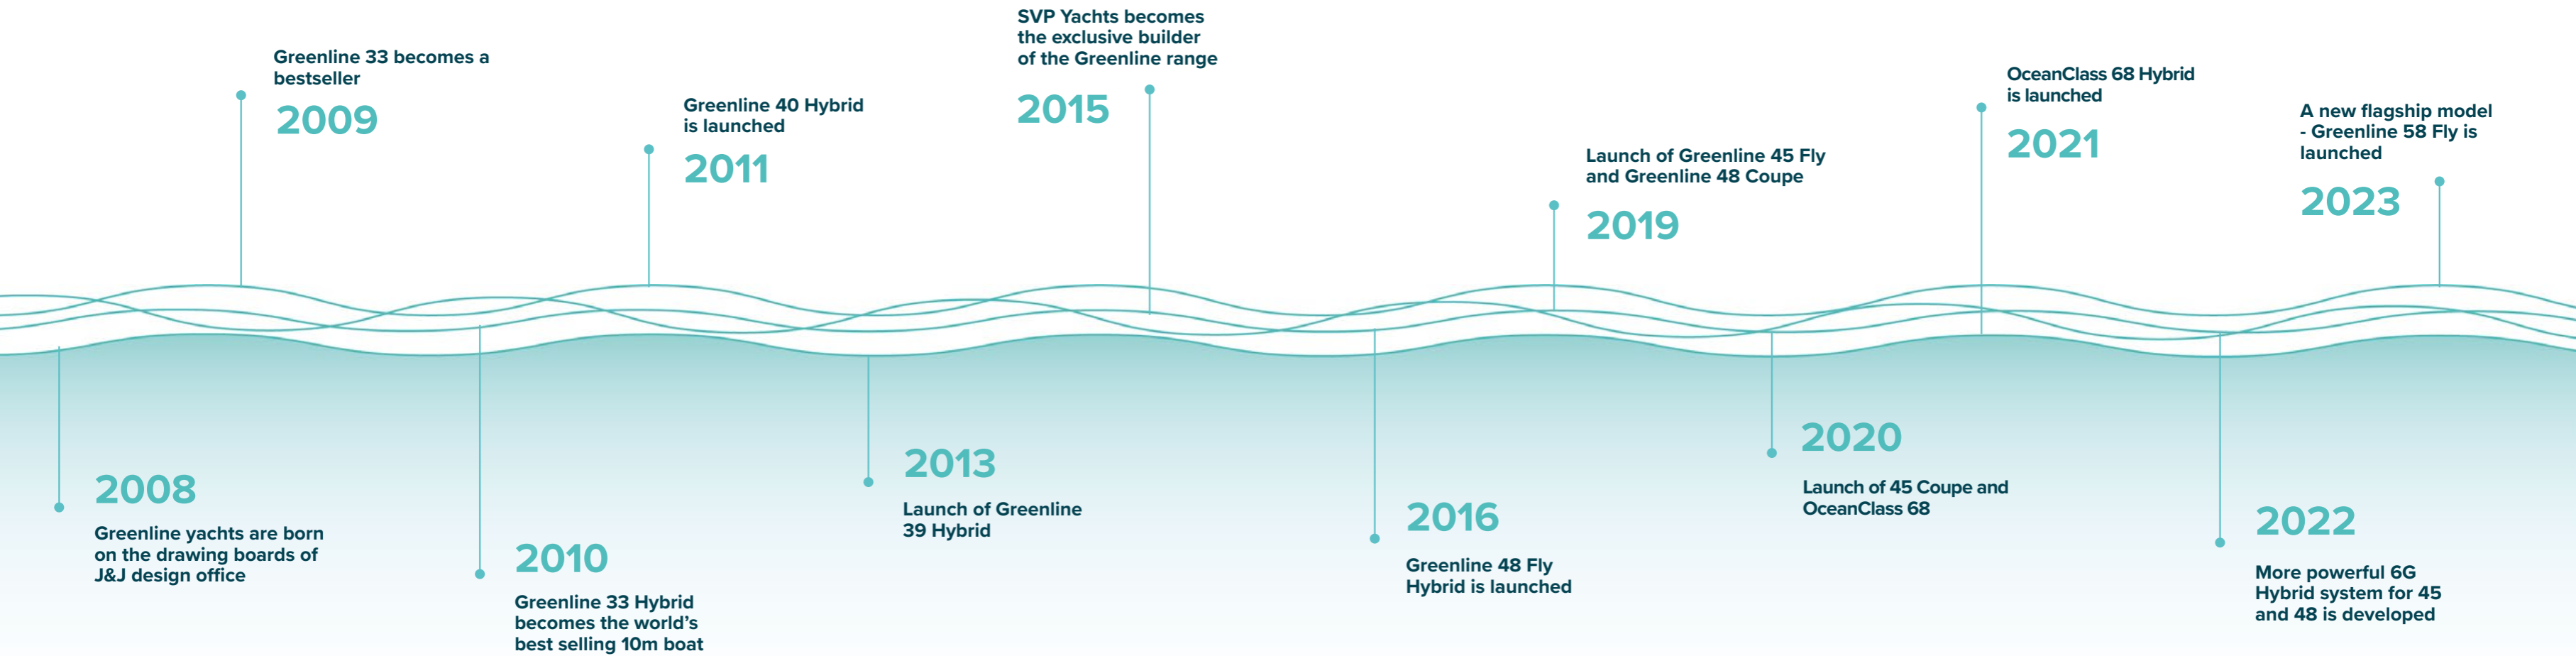 Greenline 33 becomes a
bestseller
2009
Greenline 40 Hybrid
is launched
2011
SVP Yachts becomes
the exclusive builder
of the Greenline range
2015
Launch of Greenline 45 Fly
and Greenline 48 Coupe
2019
OceanClass 68 Hybrid
is launched
2021
A new flagship model
- Greenline 58 Fly is
launched
2023
2008
Greenline yachts are born
on the drawing boards of
J&J design office
2010
Greenline 33 Hybrid
becomes the world’s
best selling 10m boat
2013
Launch of Greenline
39 Hybrid
2016
Greenline 48 Fly
Hybrid is launched
2020
Launch of 45 Coupe and
OceanClass 68
2022
More powerful 6G
Hybrid system for 45
and 48 is developed